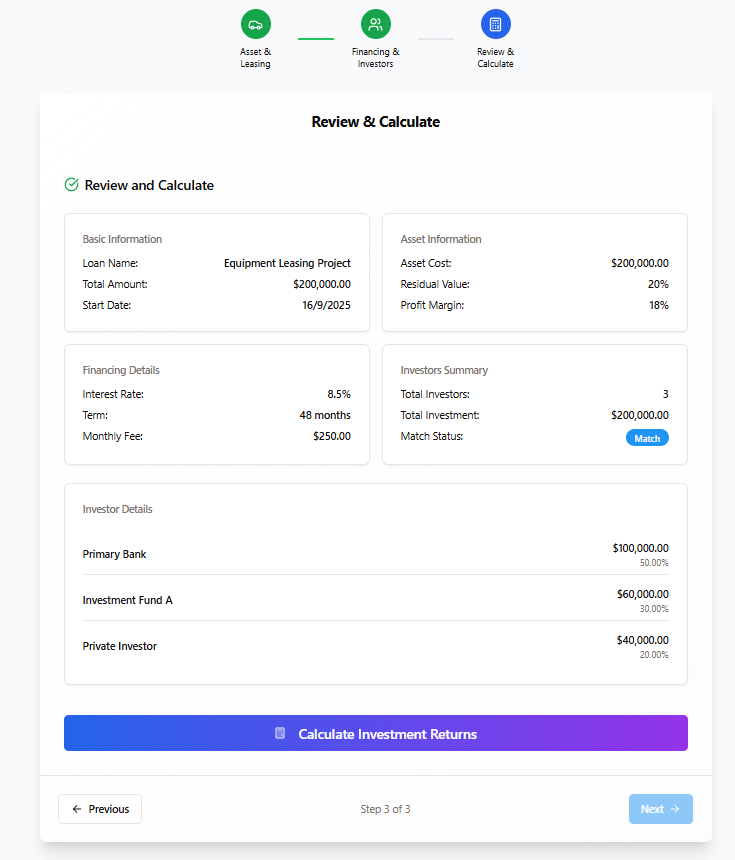 Asset &
Leasing
Financing &
Investors
Review &
Calculate
Review & Calculate
Review and Calculate
Basic Information
Loan Name: Equipment Leasing Project
Total Amount: $200,000.00
Start Date: 16/9/2025
Asset Information
Asset Cost: $200,000.00
Residual Value: 20%
Profit Margin: 18%
Financing Details
Interest Rate: 8.5%
Term: 48 months
Monthly Fee: $250.00
Investors Summary
Total Investors: 3
Total Investment: $200,000.00
Match Status: Match
Investor Details
Primary Bank $100,000.00
50.00%
Investment Fund A $60,000.00
30.00%
Private Investor $40,000.00
20.00%
Calculate Investment Returns
Previous Step 3 of 3 Next